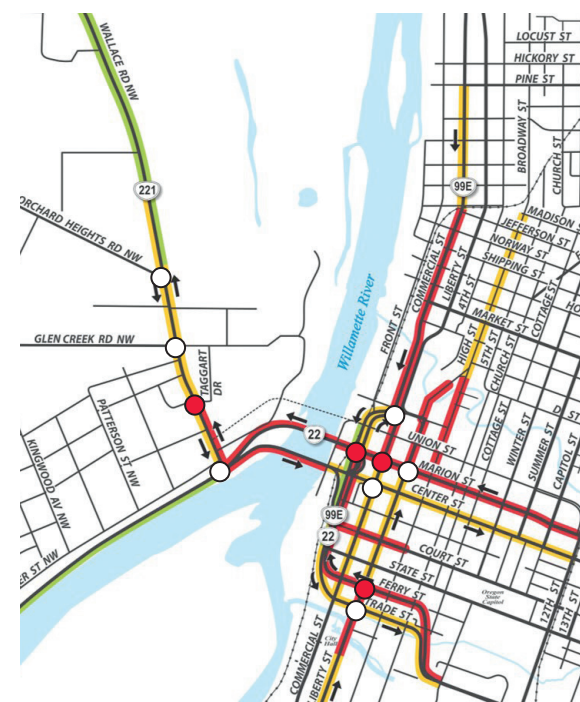 LOCUST ST
HICKORY ST
PINE ST
WALLACE RD NW
BROADWAY ST
CHURCH ST
221
99E
ORCHARD HEIGHTS RD NW
MADISON
JEFFERSON ST
NORWAY ST
SHIPPING ST
COMMERCIAL ST
LIBERTY ST
4TH ST
Willamette River
FRONT ST
MARKET ST
COTTAGE ST
HO
GLEN CREEK RD NW
HIGH ST
5TH ST
CHURCH ST
TAGGART
DR
PATTERSON ST NW
KINGWOOD AV NW
D ST
22
UNION ST
COTTAGE ST
WINTER ST
SUMMER ST
CAPITOL ST
MARION ST
CENTER ST
99E
22
ER ST NW
COURT ST
STATE ST
FERRY ST
TRADE ST
Oregon
State
Capitol
12TH ST
13TH ST
City
Hall
COMMERCIAL ST
LIBERTY ST